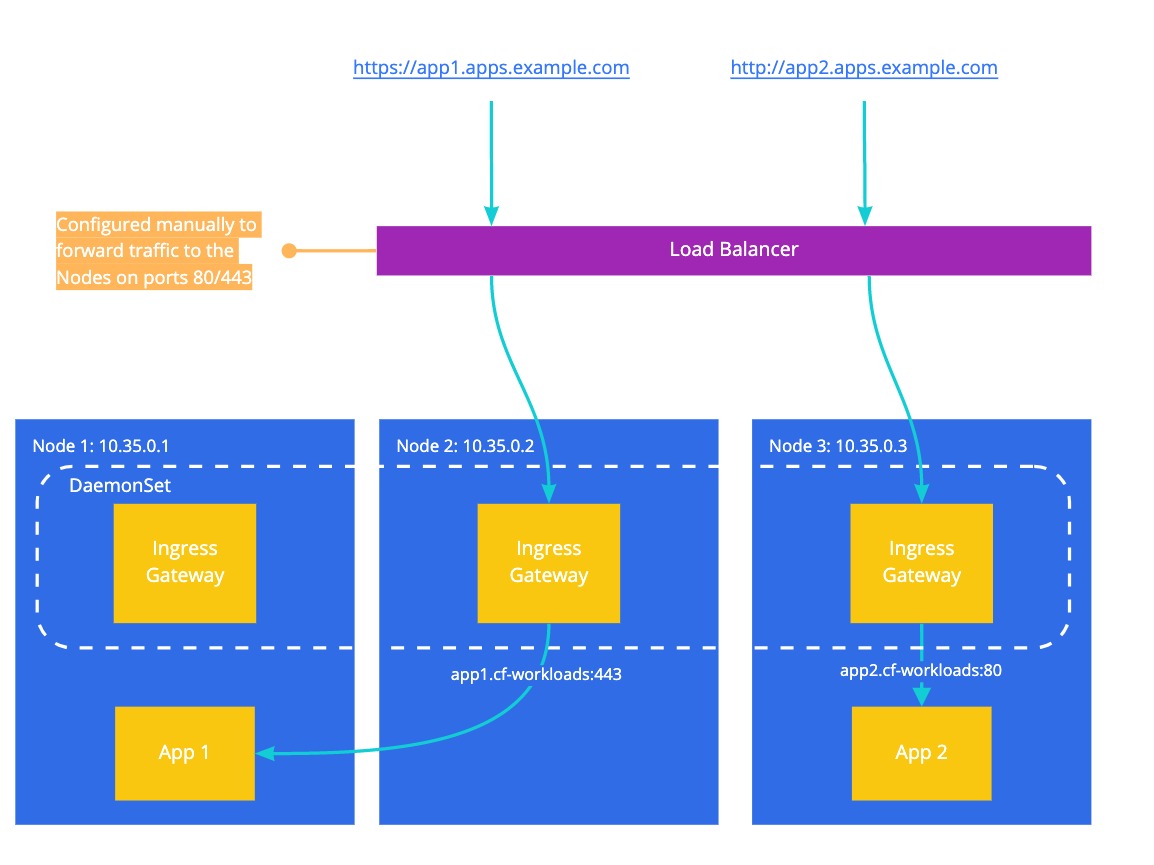 https://app1.apps.example.com
http://app2.apps.example.com
Configured manually to
forward traffic to the
Nodes on ports 80/443
Load Balancer
Node 1: 10.35.0.1
Node 2: 10.35.0.2
Node 3: 10.35.0.3
DaemonSet
Ingress
Gateway
Ingress
Gateway
Ingress
Gateway
app1.cf-workloads:443
app2.cf-workloads:80
App 1
App 2